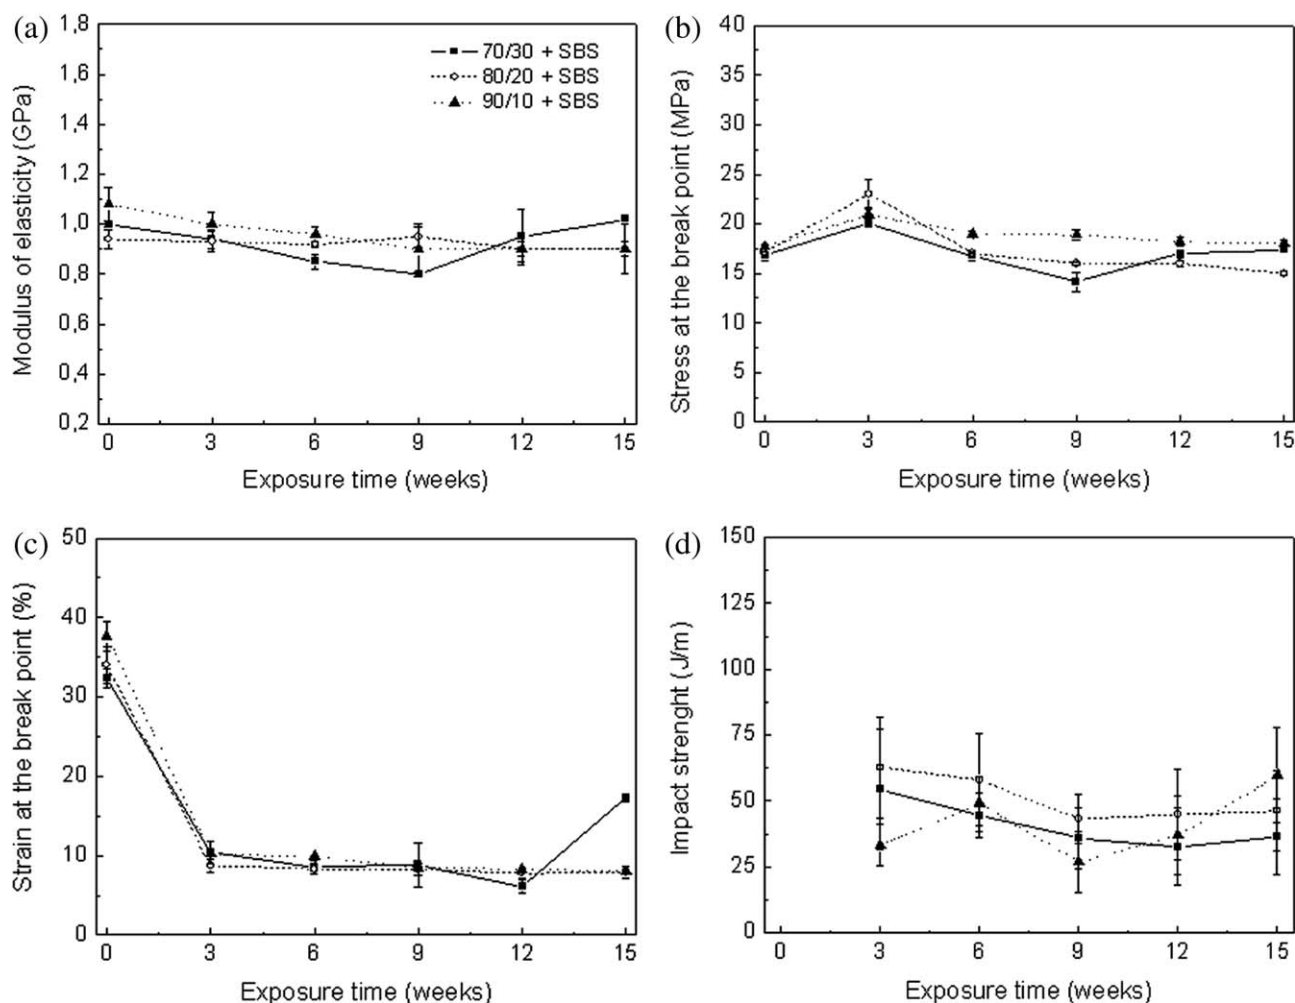 (a)
Modulus of elasticity (GPa)
1,8
1,6
1,4
1,2
1,0
0,8
0,6
0,4
0,2
70/30 + SBS
80/20 + SBS
90/10 + SBS
0 3 6 9 12 15
Exposure time (weeks)
(b)
Stress at the break point (MPa)
40
35
30
25
20
15
10
5
0
0 3 6 9 12 15
Exposure time (weeks)
(c)
Strain at the break point (%)
50
40
30
20
10
0
0 3 6 9 12 15
Exposure time (weeks)
(d)
Impact strenght (J/m)
150
125
100
75
50
25
0
0 3 6 9 12 15
Exposure time (weeks)